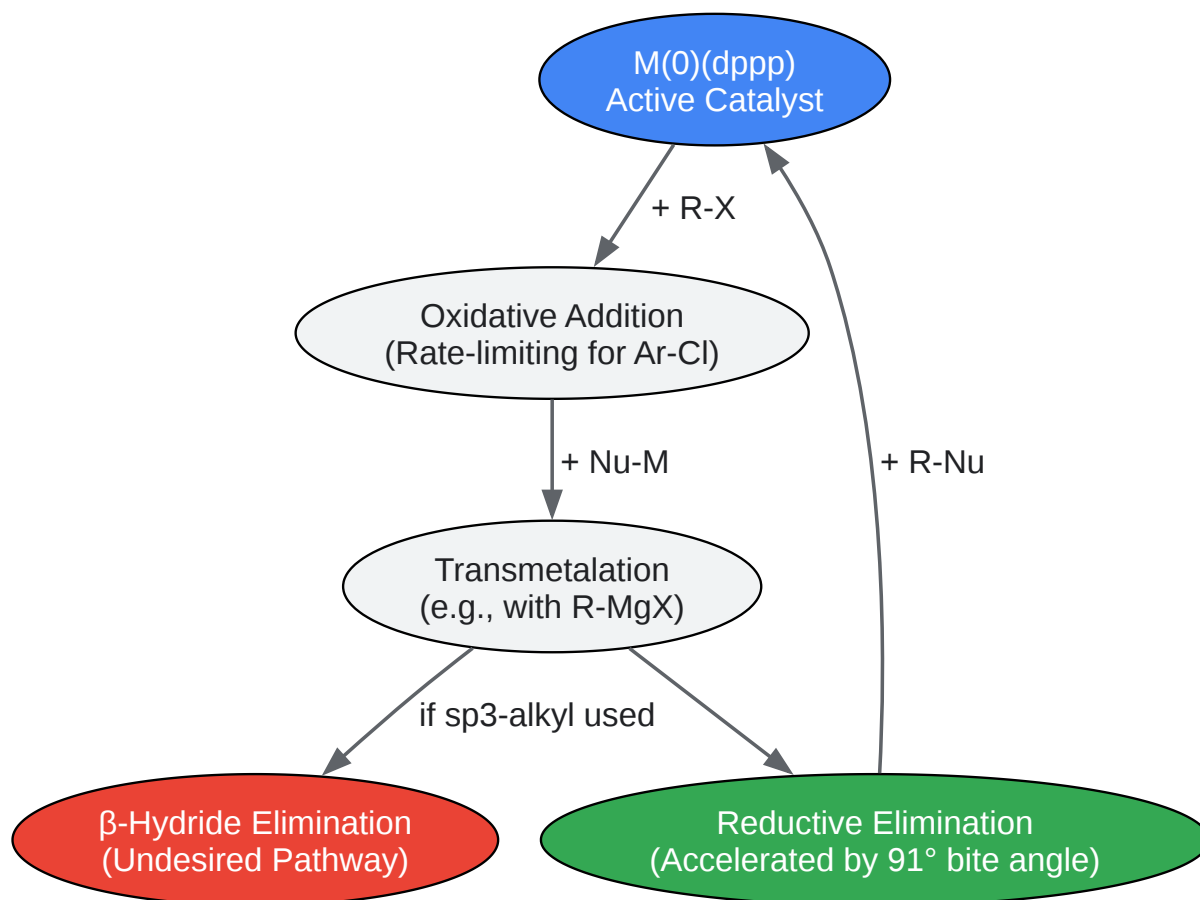 M(0)(dppp)
Active Catalyst
+ R-X
Oxidative Addition
(Rate-limiting for Ar-Cl)
+ Nu-M
+ R-Nu
Transmetalation
(e.g., with R-MgX)
if sp3-alkyl used
β-Hydride Elimination
(Undesired Pathway)
Reductive Elimination
(Accelerated by 91° bite angle)